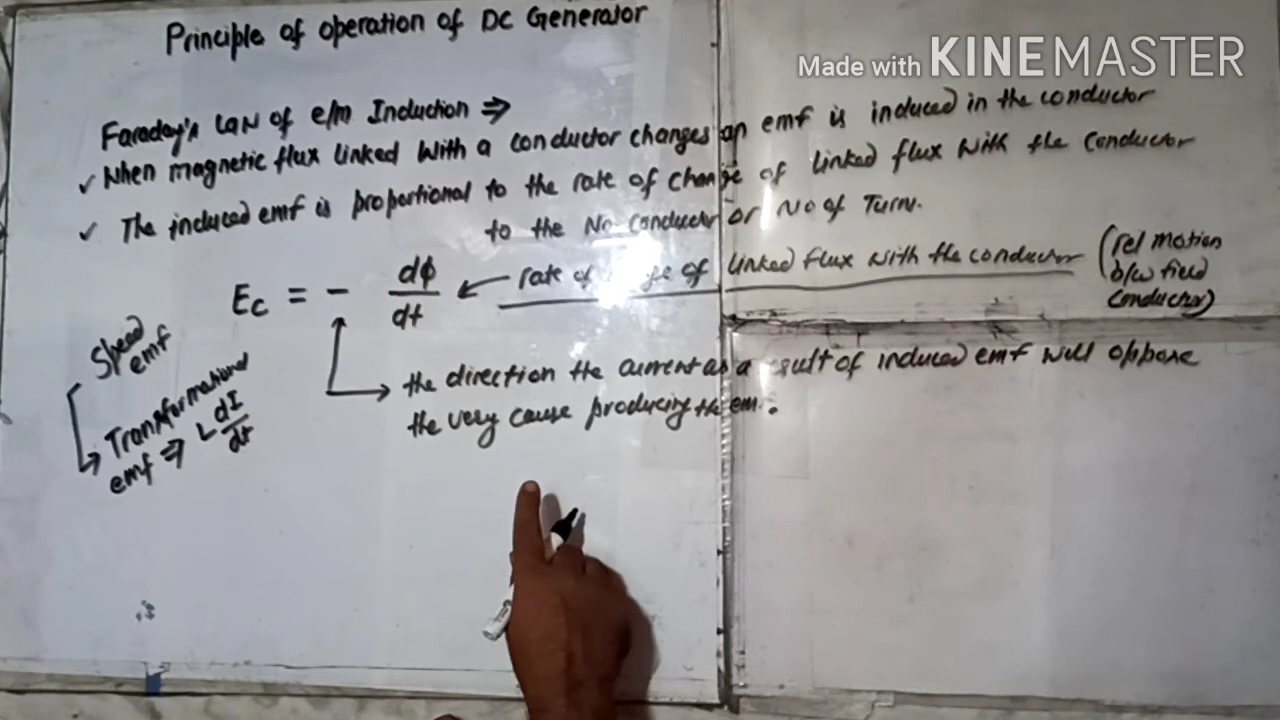 Principle of operation of DC Generator
Made with KINEMASTER
Faraday's law of e/m Induction ⇒
✓ When magnetic flux linked with a conductor changes an emf is induced in the conductor
✓ The induced emf is proportional to the rate of change of linked flux with the conductor
to the No conductor or No of Turns.
Ec = - dφ/dt ← rate of of linked flux with the conductor (rel motion
b/w field
conductor)
Speed
emf
Transformational
emf ⇒ L dI/dt
the direction the current as a result of induced emf will oppose
the very cause producing the em.